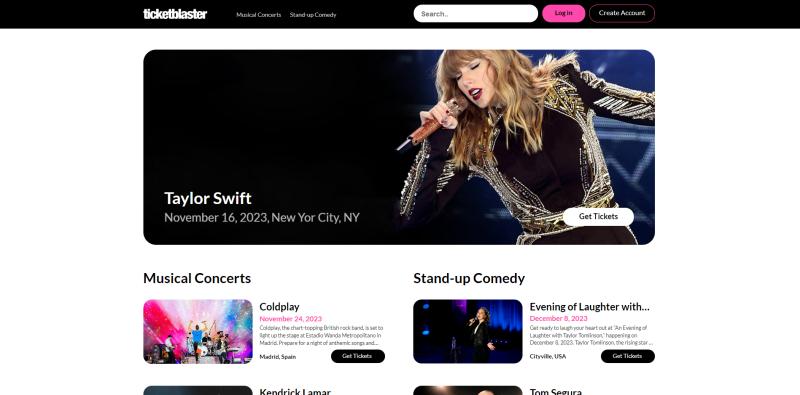 ticketblaster
Musical Concerts
Stand-up Comedy
Search..
Log in
Create Account
Taylor Swift
November 16, 2023, New Yor City, NY
Get Tickets
Musical Concerts
Coldplay
November 24, 2023
Coldplay, the chart-topping British rock band, is set to
light up the stage at Estadio Wanda Metropolitano in
Madrid. Prepare for a night of anthemic songs and...
Madrid, Spain
Get Tickets
Kendrick Lamar
Stand-up Comedy
Evening of Laughter with...
December 8, 2023
Get ready to laugh your heart out at "An Evening of
Laughter with Taylor Tomlinson," happening on
December 8, 2023. Taylor Tomlinson, the rising star...
Cityville, USA
Get Tickets
Tom Segura